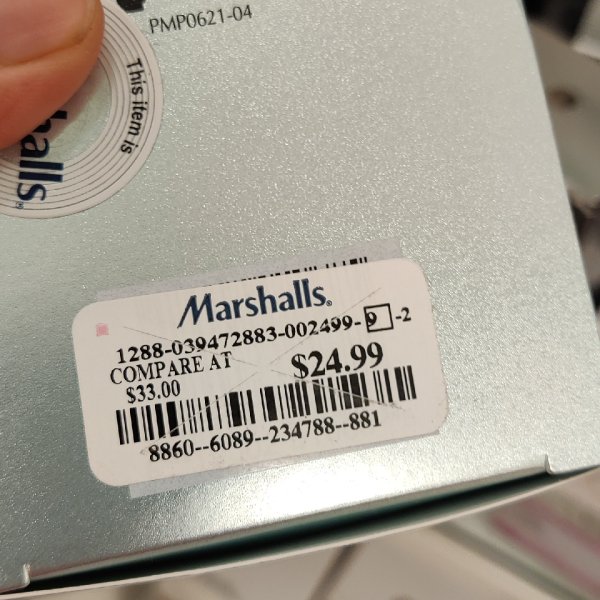 PMP0621-04
This item is
halls®
Marshalls®
1288-039472883-002499-9-2
COMPARE AT
$33.00
$24.99
8860--6089--234788--881